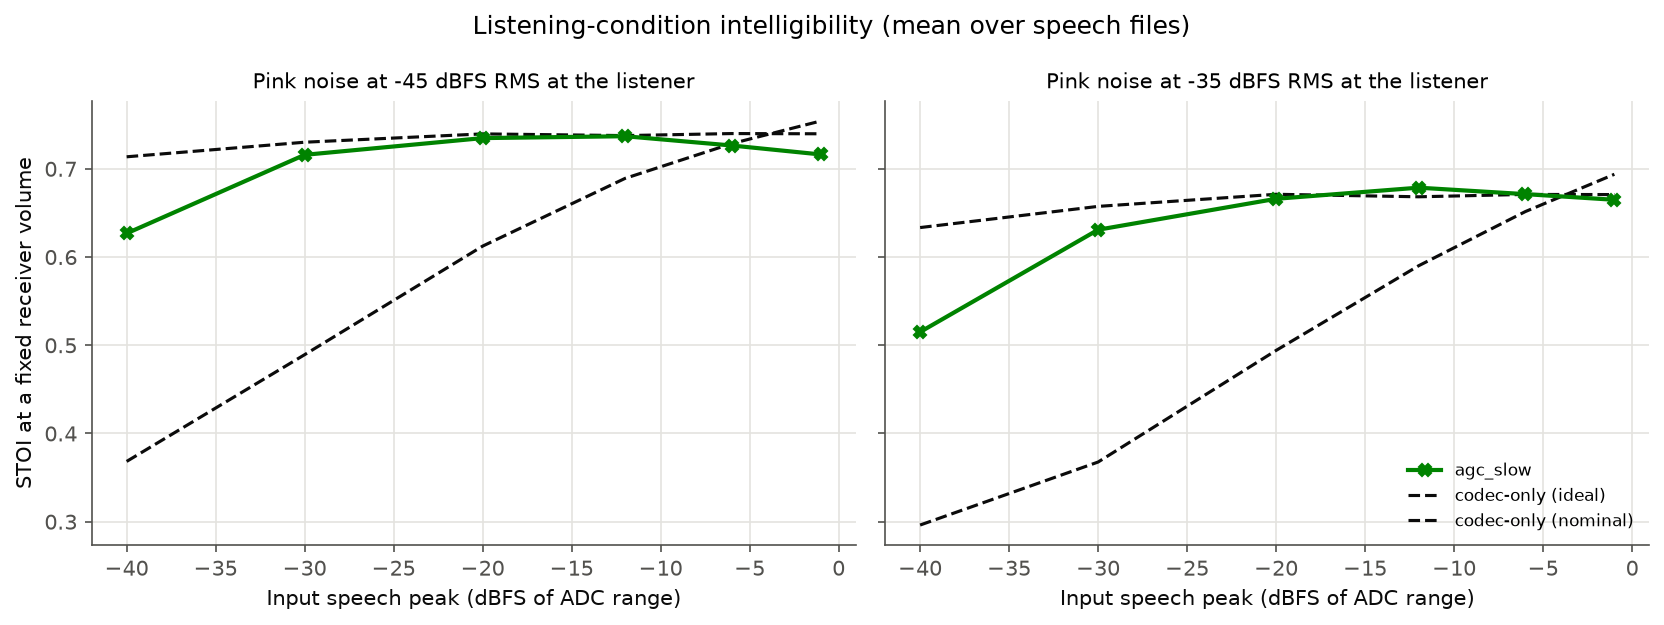 Listening-condition intelligibility (mean over speech files)
Pink noise at -45 dBFS RMS at the listener
Pink noise at -35 dBFS RMS at the listener
STOI at a fixed receiver volume
0.7
0.6
0.5
0.4
0.3
−40 −35 −30 −25 −20 −15 −10 −5 0
−40 −35 −30 −25 −20 −15 −10 −5 0
Input speech peak (dBFS of ADC range)
Input speech peak (dBFS of ADC range)
agc_slow
codec-only (ideal)
codec-only (nominal)